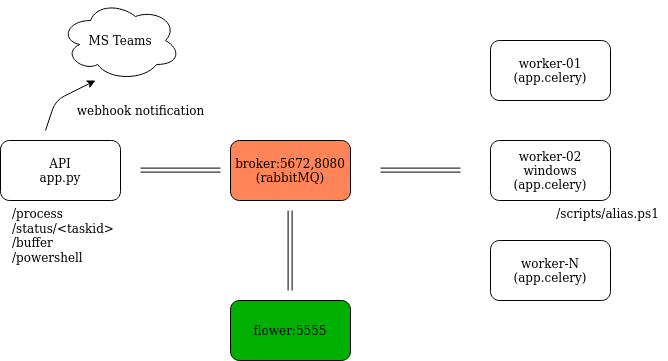 MS Teams
webhook notification
API
app.py
/process
/status/<taskid>
/buffer
/powershell
broker:5672,8080
(rabbitMQ)
flower:5555
worker-01
(app.celery)
worker-02
windows
(app.celery)
/scripts/alias.ps1
worker-N
(app.celery)